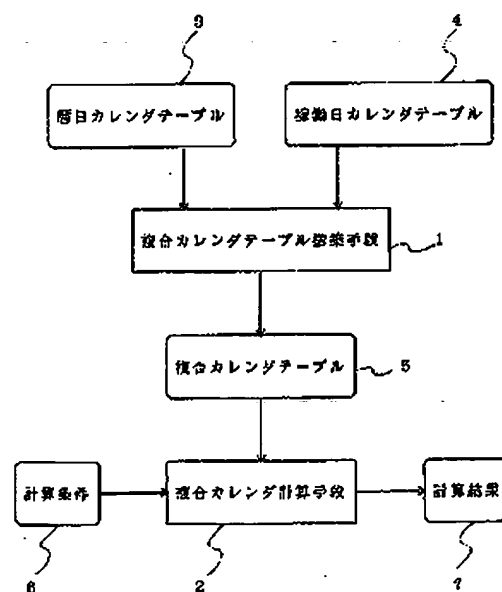 3
4
暦日カレンダテーブル
稼働日カレンダテーブル
複合カレンダテーブル構築手段
1
複合カレンダテーブル
5
計算条件
複合カレンダ計算手段
計算結果
6
2
7